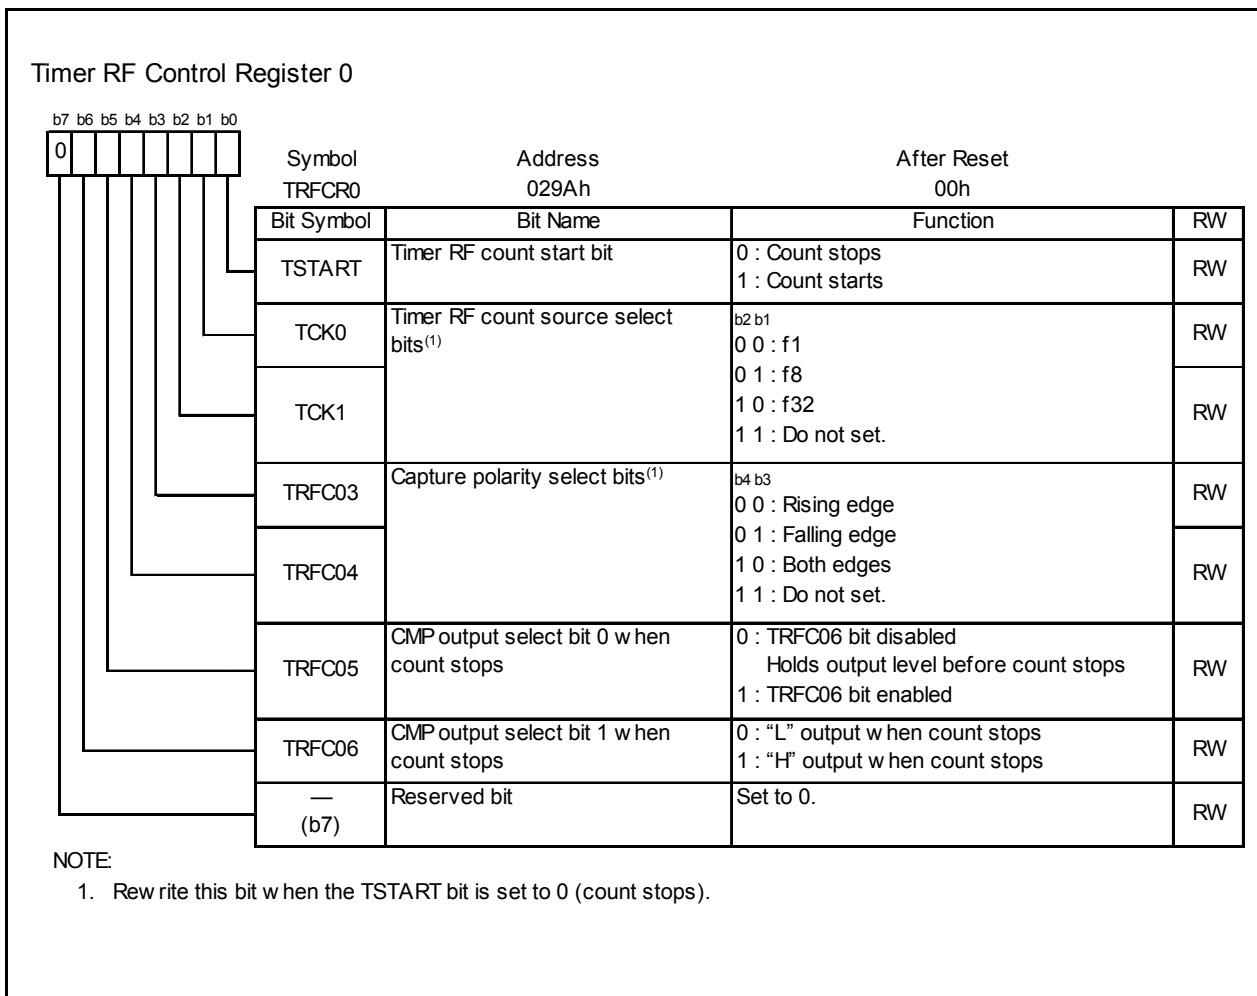 Timer RF Control Register 0
b7 b6 b5 b4 b3 b2 b1 b0
0
Symbol Address After Reset
TRFCR0 029Ah 00h
Bit Symbol Bit Name Function RW
TSTART Timer RF count start bit 0 : Count stops
1 : Count starts RW
TCK0 Timer RF count source select
bits(1) b2 b1
0 0 : f1
0 1 : f8
1 0 : f32
1 1 : Do not set. RW
TCK1 RW
TRFC03 Capture polarity select bits(1) b4 b3
0 0 : Rising edge
0 1 : Falling edge
1 0 : Both edges
1 1 : Do not set. RW
TRFC04 RW
TRFC05 CMP output select bit 0 when
count stops 0 : TRFC06 bit disabled
Holds output level before count stops
1 : TRFC06 bit enabled RW
TRFC06 CMP output select bit 1 when
count stops 0 : “L” output when count stops
1 : “H” output when count stops RW
—
(b7) Reserved bit Set to 0. RW
NOTE:
1. Rewrite this bit when the TSTART bit is set to 0 (count stops).